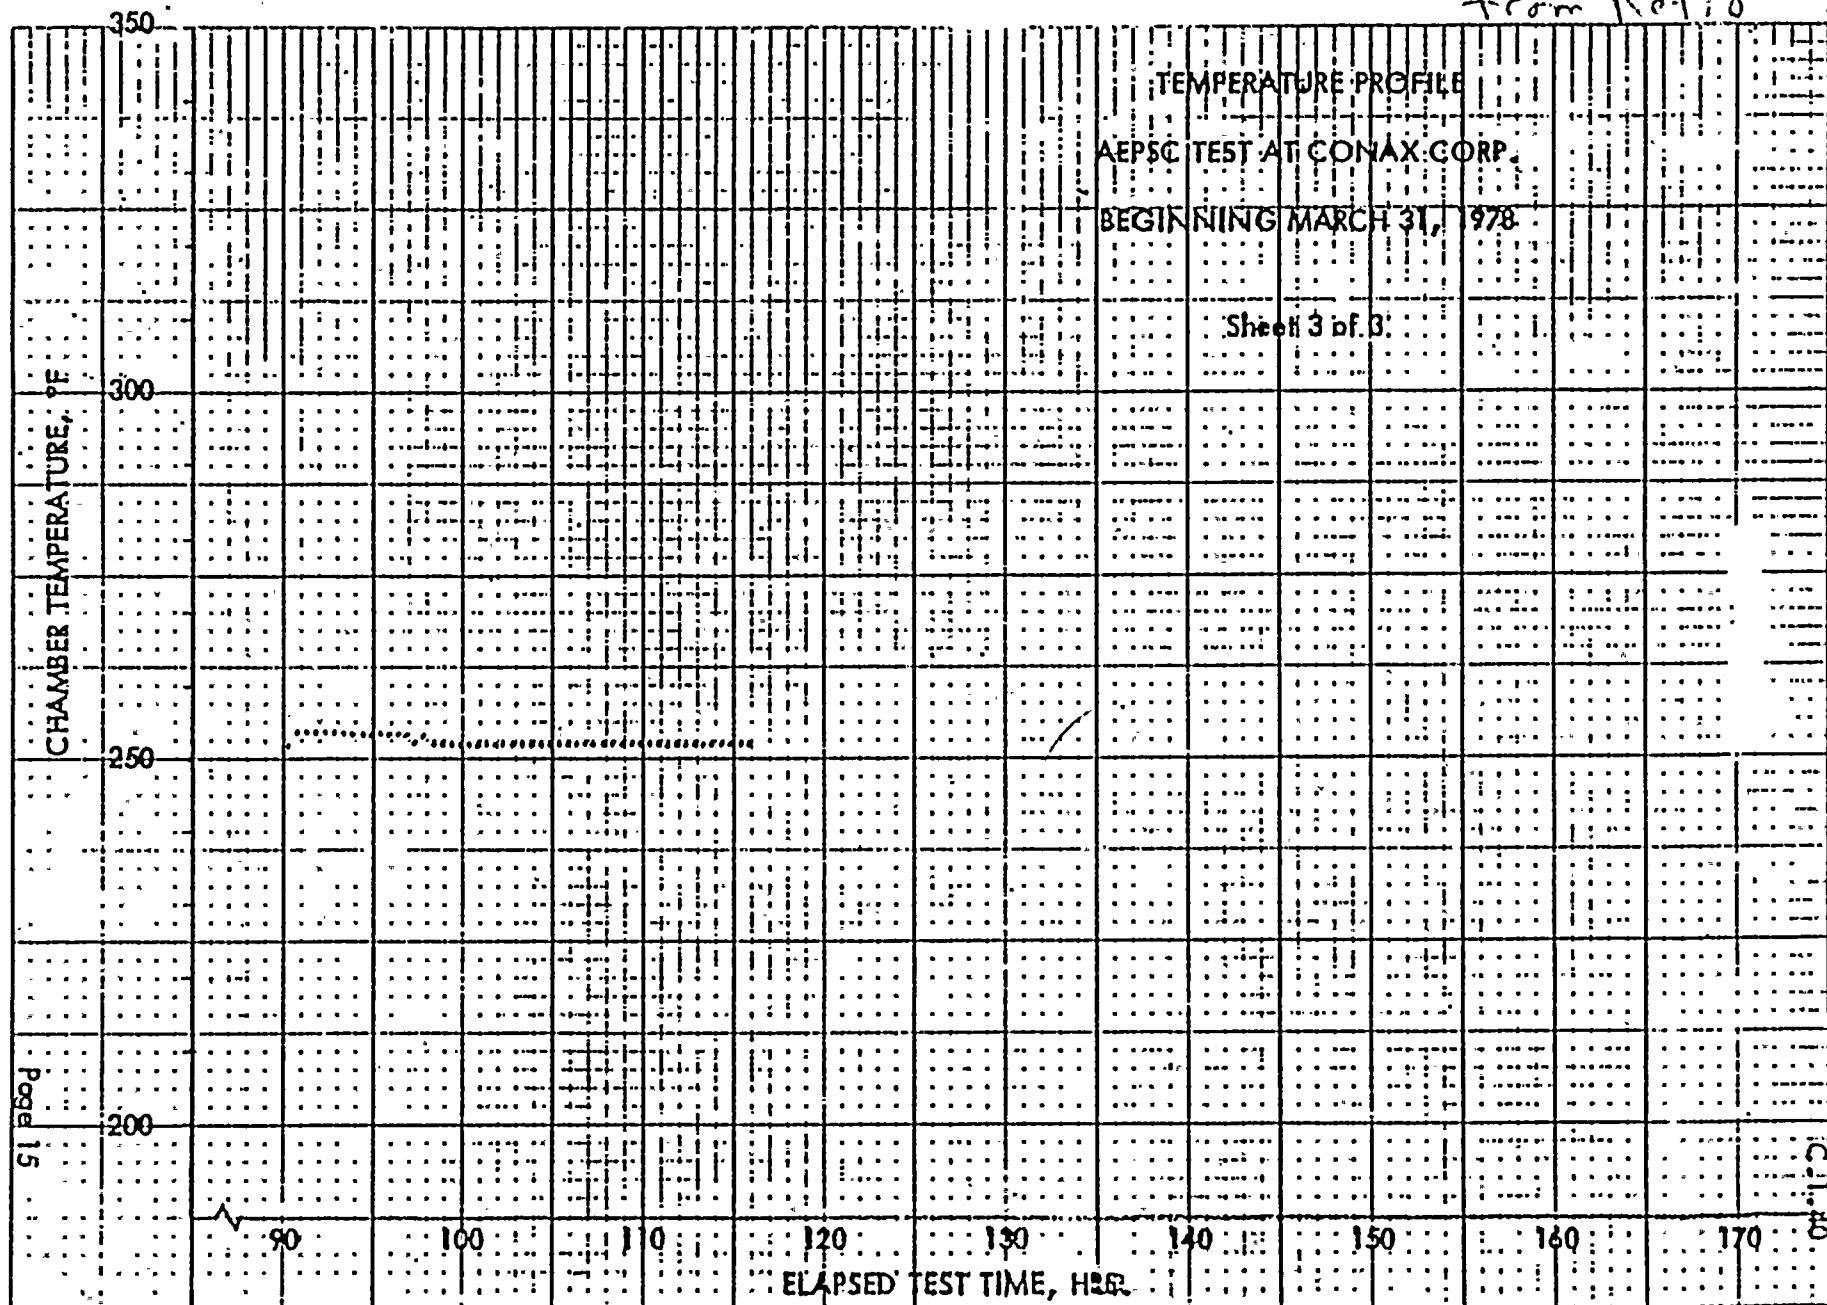 TEMPERATURE PROFILE
AEPSC TEST AT CONAX CORP.
BEGINNING MARCH 31, 1978
Sheet 3 of 3
CHAMBER TEMPERATURE, °F
350
300
250
200
90 100 110 120 130 140 150 160 170
ELAPSED TEST TIME,
Page 15